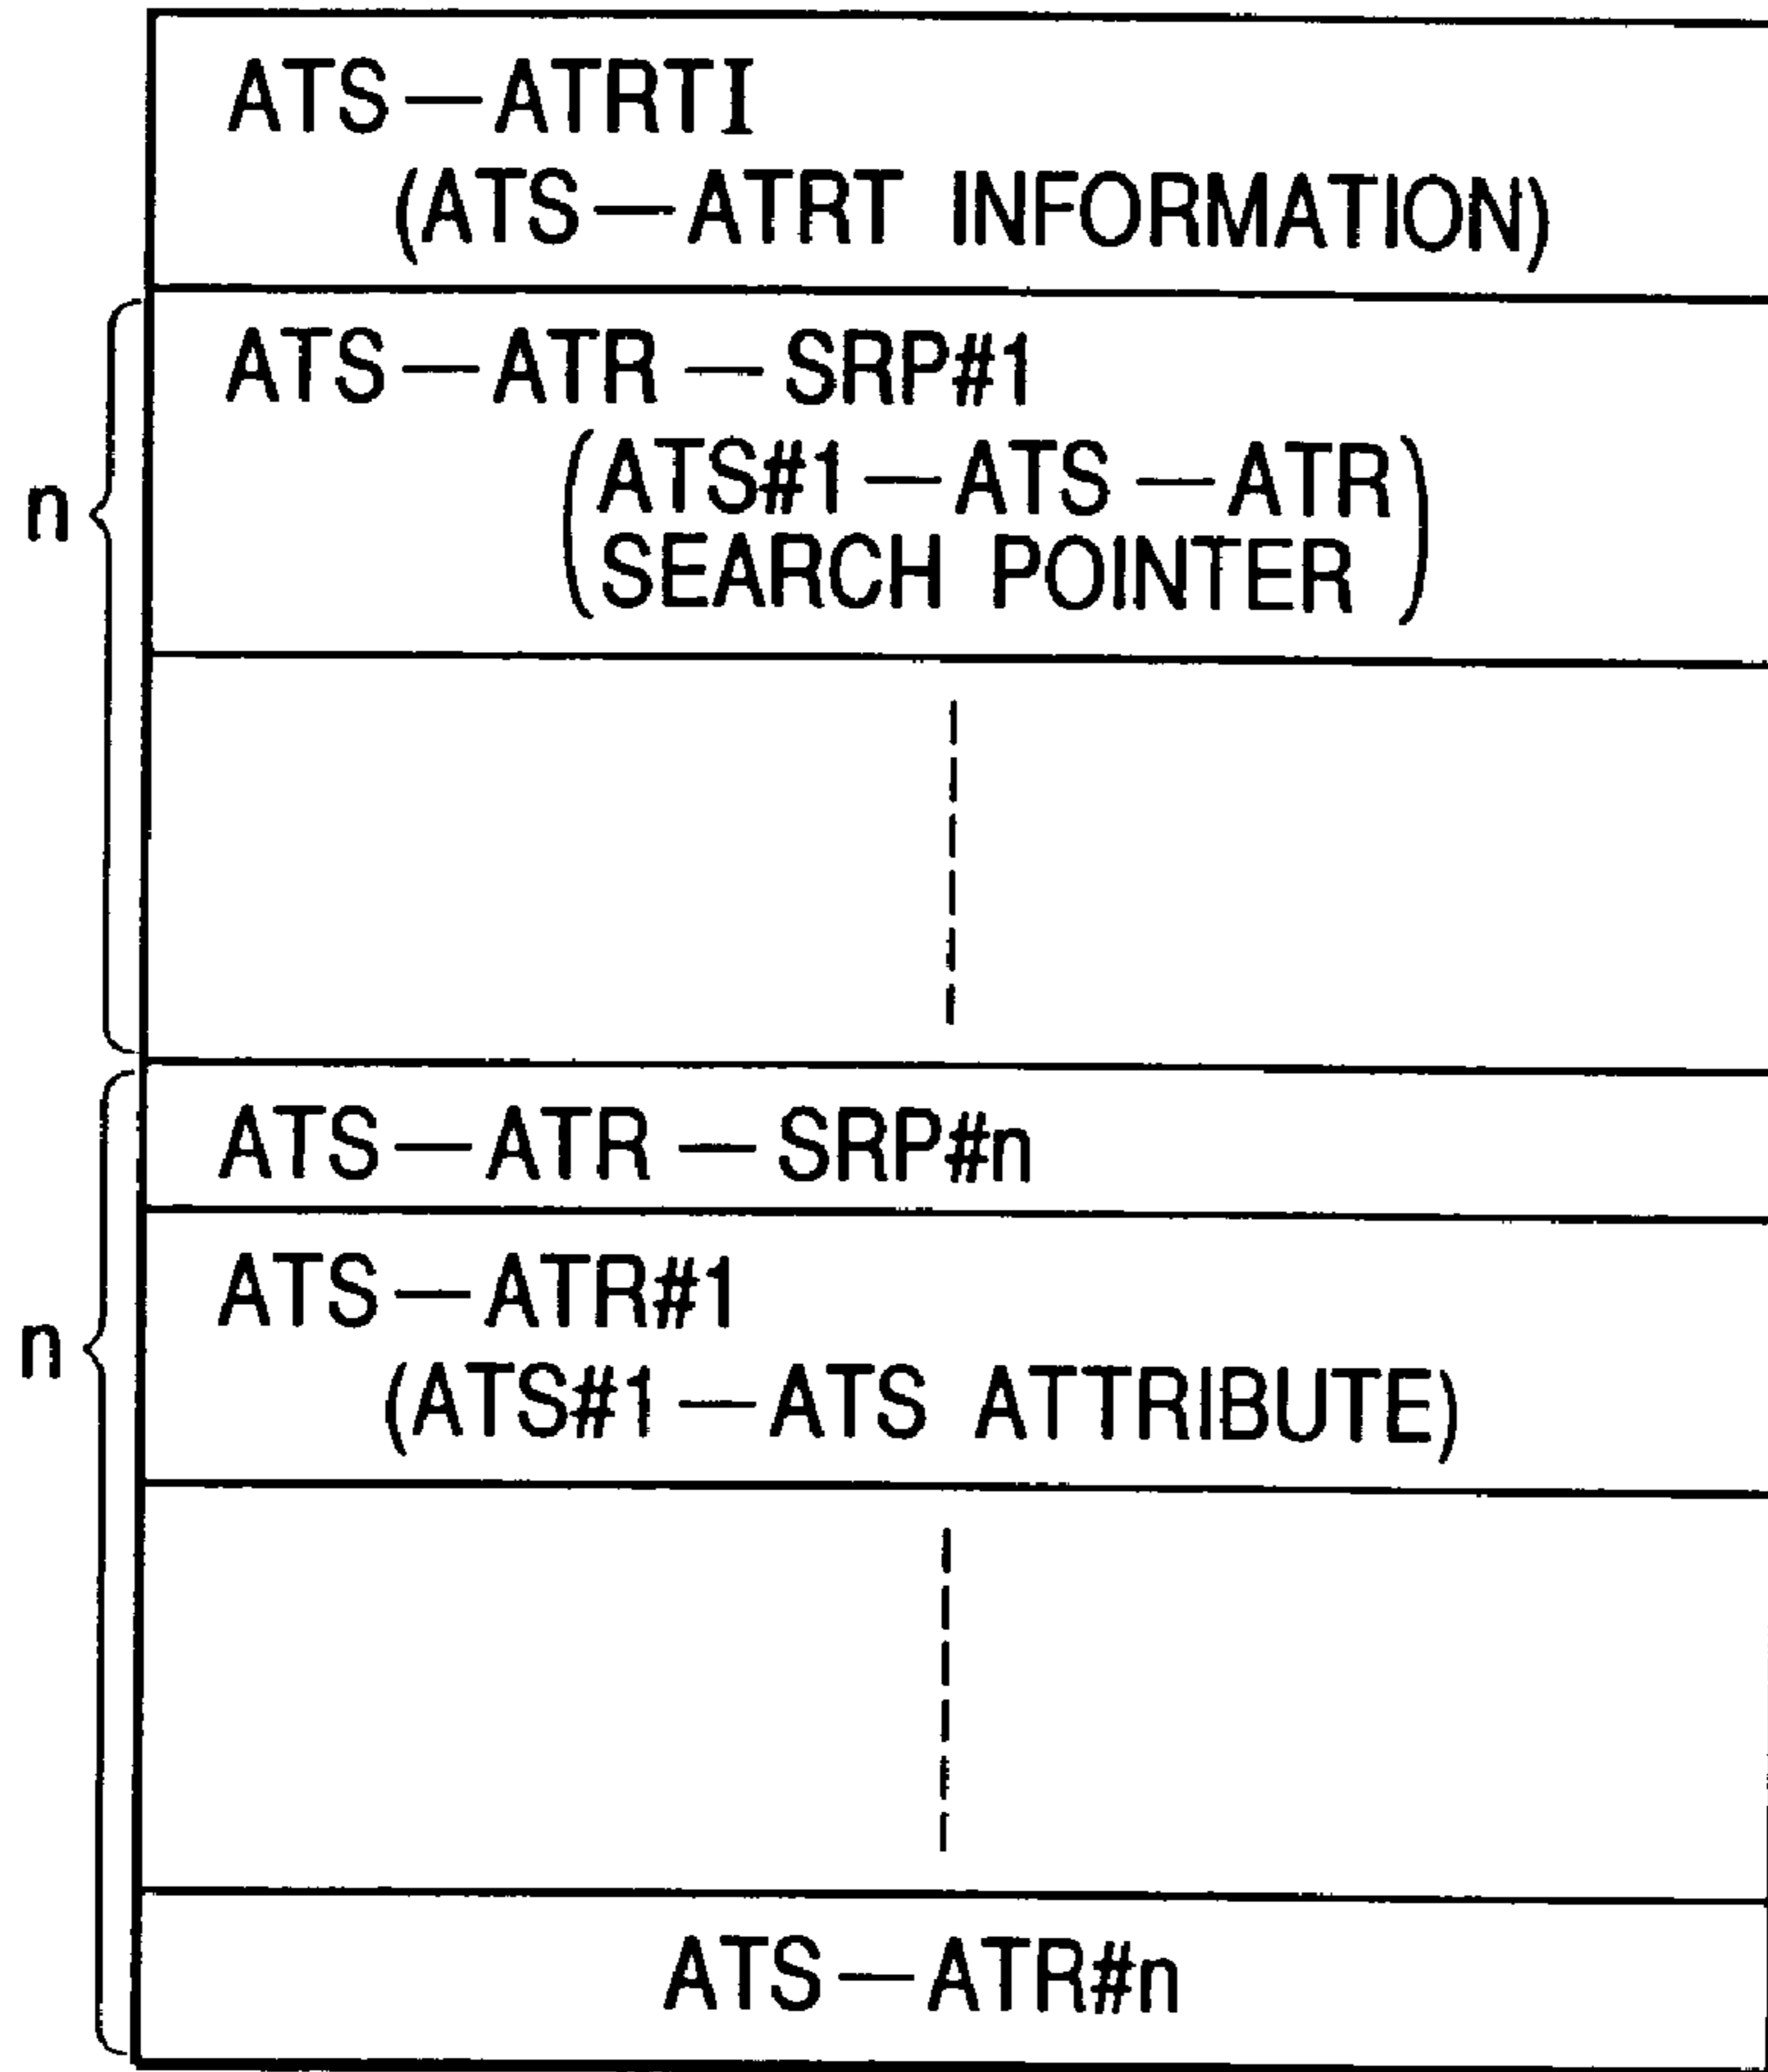 ATS—ATRTI
(ATS—ATRT INFORMATION)
n
ATS—ATR—SRP#1
(ATS#1—ATS—ATR)
SEARCH POINTER
ATS—ATR—SRP#n
n
ATS—ATR#1
(ATS#1—ATS ATTRIBUTE)
ATS—ATR#n